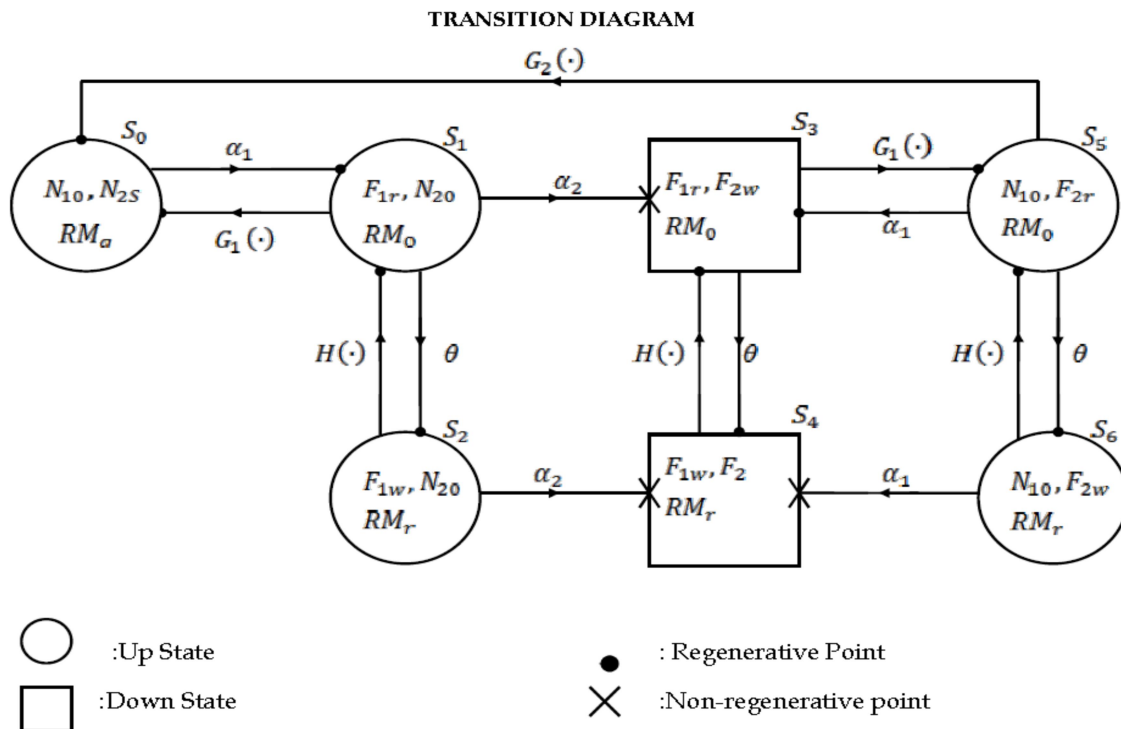 TRANSITION DIAGRAM
G₂(·)
S₀
α₁
S₁
S₃
G₁(·)
S₅
N₁₀, N₂S
RMₐ
G₁(·)
F₁ᵣ, N₂₀
RM₀
α₂
F₁ᵣ, F₂w
RM₀
α₁
N₁₀, F₂ᵣ
RM₀
H(·)
θ
H(·)
θ
H(·)
θ
S₂
S₄
S₆
F₁w, N₂₀
RMᵣ
α₂
F₁w, F₂
RMᵣ
α₁
N₁₀, F₂w
RMᵣ
:Up State
: Regenerative Point
:Down State
:Non-regenerative point